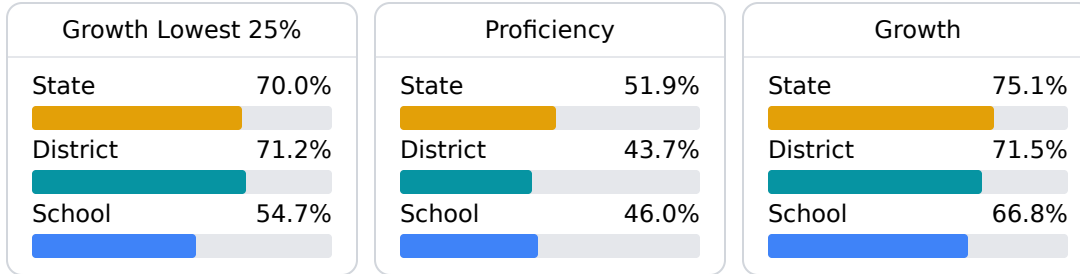 Growth Lowest 25%
State 70.0%
District 71.2%
School 54.7%
Proficiency
State 51.9%
District 43.7%
School 46.0%
Growth
State 75.1%
District 71.5%
School 66.8%